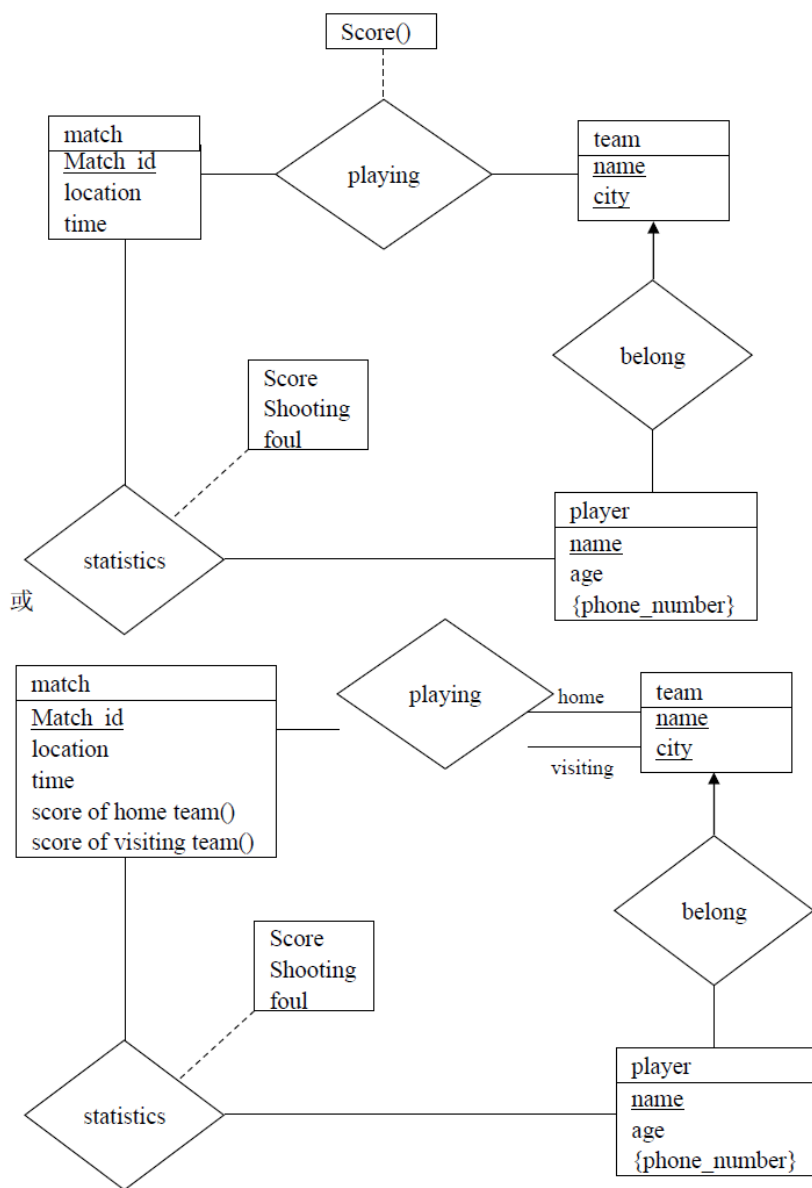 Score()
match
Match_id
location
time
playing
team
name
city
belong
Score
Shooting
foul
statistics
player
name
age
{phone_number}
或
match
Match_id
location
time
score of home team()
score of visiting team()
playing
home
visiting
team
name
city
belong
Score
Shooting
foul
statistics
player
name
age
{phone_number}